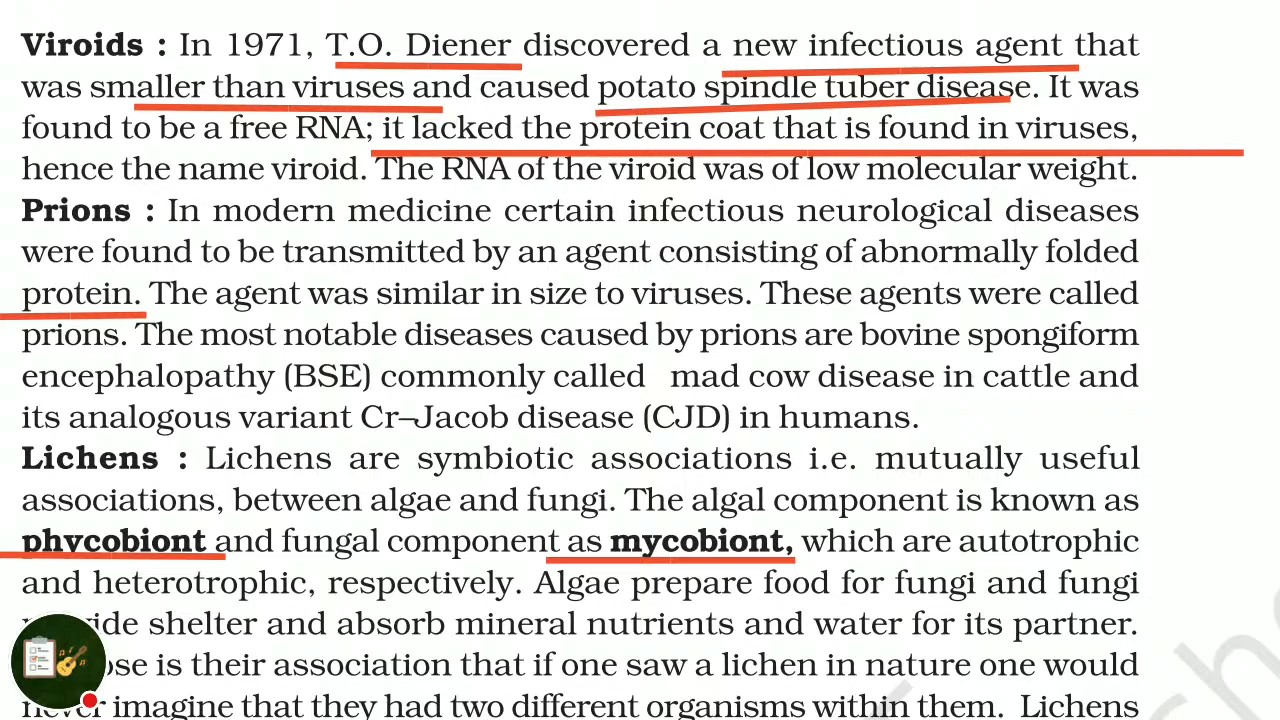 Viroids : In 1971, T.O. Diener discovered a new infectious agent that
was smaller than viruses and caused potato spindle tuber disease. It was
found to be a free RNA; it lacked the protein coat that is found in viruses,
hence the name viroid. The RNA of the viroid was of low molecular weight.
Prions : In modern medicine certain infectious neurological diseases
were found to be transmitted by an agent consisting of abnormally folded
protein. The agent was similar in size to viruses. These agents were called
prions. The most notable diseases caused by prions are bovine spongiform
encephalopathy (BSE) commonly called mad cow disease in cattle and
its analogous variant Cr–Jacob disease (CJD) in humans.
Lichens : Lichens are symbiotic associations i.e. mutually useful
associations, between algae and fungi. The algal component is known as
phycobiont and fungal component as mycobiont, which are autotrophic
and heterotrophic, respectively. Algae prepare food for fungi and fungi
shelter and absorb mineral nutrients and water for its partner.
is their association that if one saw a lichen in nature one would
never imagine that they had two different organisms within them. Lichens